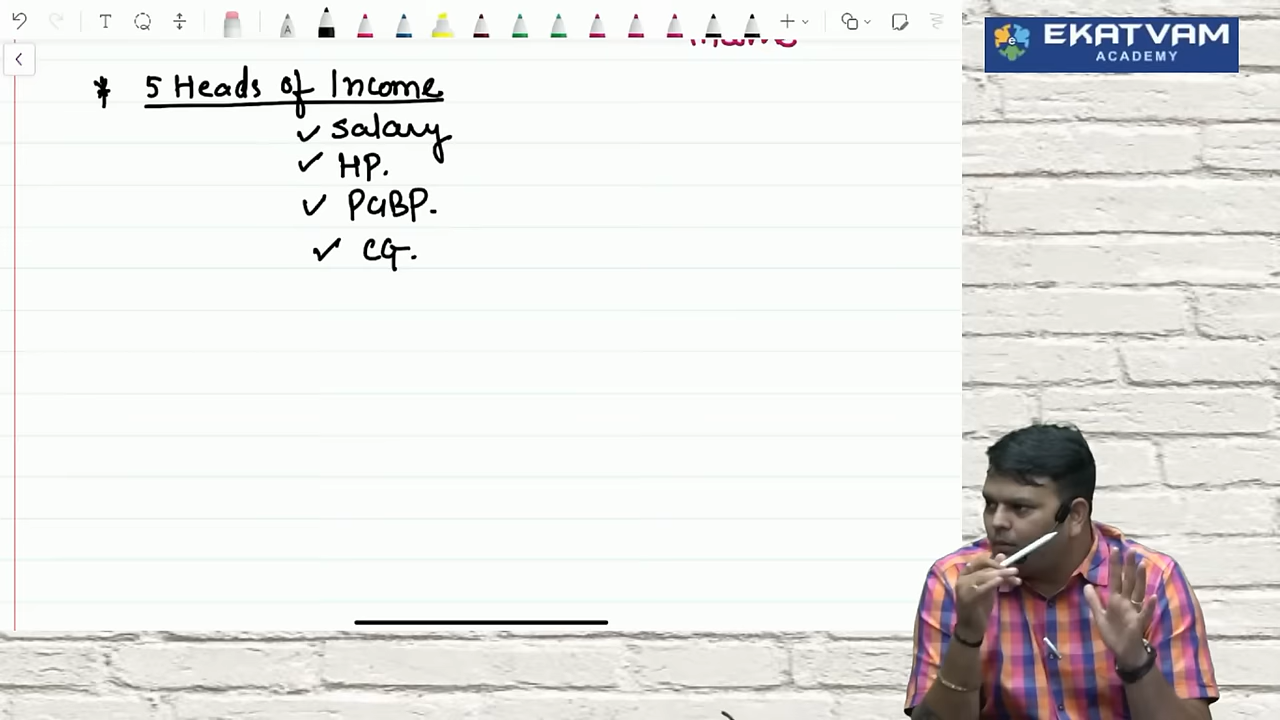 EKATVAM
ACADEMY
* 5 Heads of Income
✓ Salary
✓ HP.
✓ PGBP.
✓ CG.